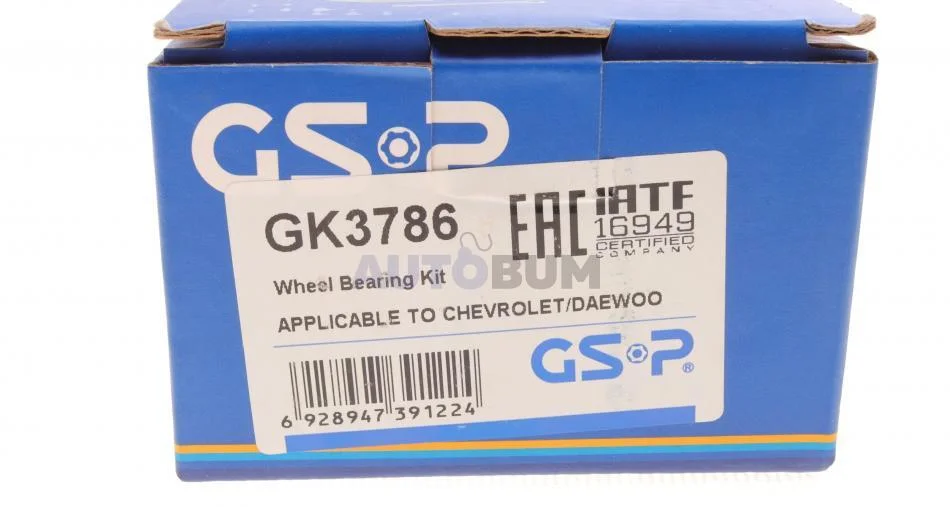 GS•P
GK3786
EAC
IATF
16949
CERTIFIED
COMPANY
AUTOBUM
Wheel Bearing Kit
APPLICABLE TO CHEVROLET/DAEWOO
GS•P®
6 928947 391224